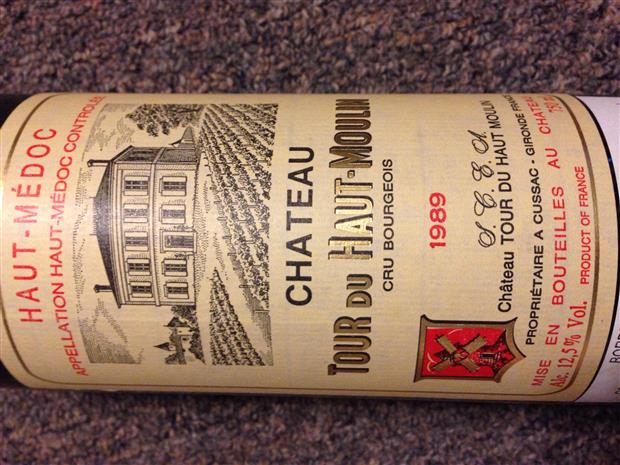 HAUT-MÉDOC
APPELLATION HAUT-MÉDOC CONTROLÉE
CHATEAU
TOUR DU HAUT-MOULIN
CRU BOURGEOIS
1989
S. C. E. A.
Château TOUR DU HAUT MOULIN
PROPRIÉTAIRE A CUSSAC - GIRONDE FRANCE
MISE EN BOUTEILLES AU CHATEAU
Alc. 12,5% Vol. PRODUCT OF FRANCE